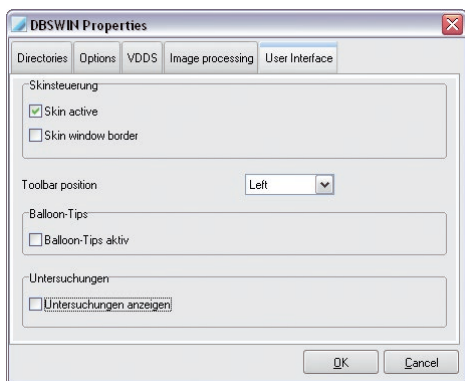 DBSWIN Properties
Directories Options VDDS Image processing User Interface
Skinsteuerung
Skin active
Skin window border
Toolbar position Left
Balloon-Tips
Balloon-Tips aktiv
Untersuchungen
Untersuchungen anzeigen
OK Cancel